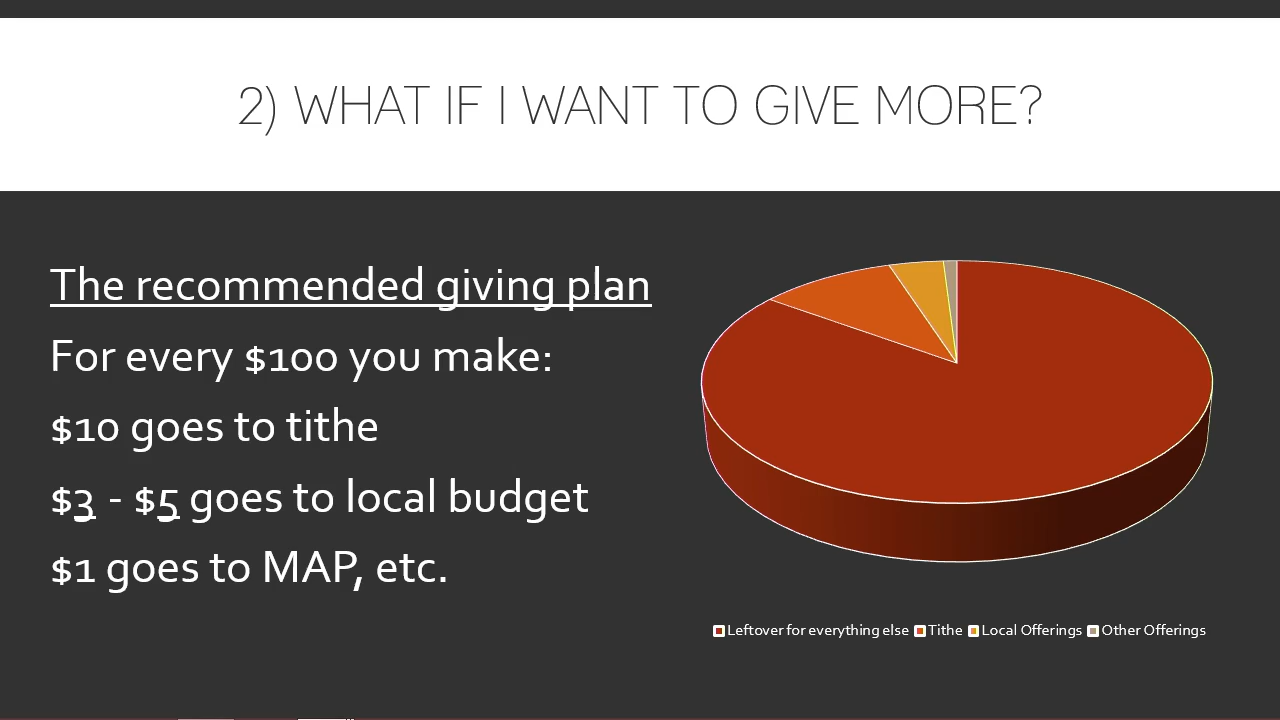 2) WHAT IF I WANT TO GIVE MORE?
The recommended giving plan
For every $100 you make:
$10 goes to tithe
$3 - $5 goes to local budget
$1 goes to MAP, etc.
Leftover for everything else Tithe Local Offerings Other Offerings